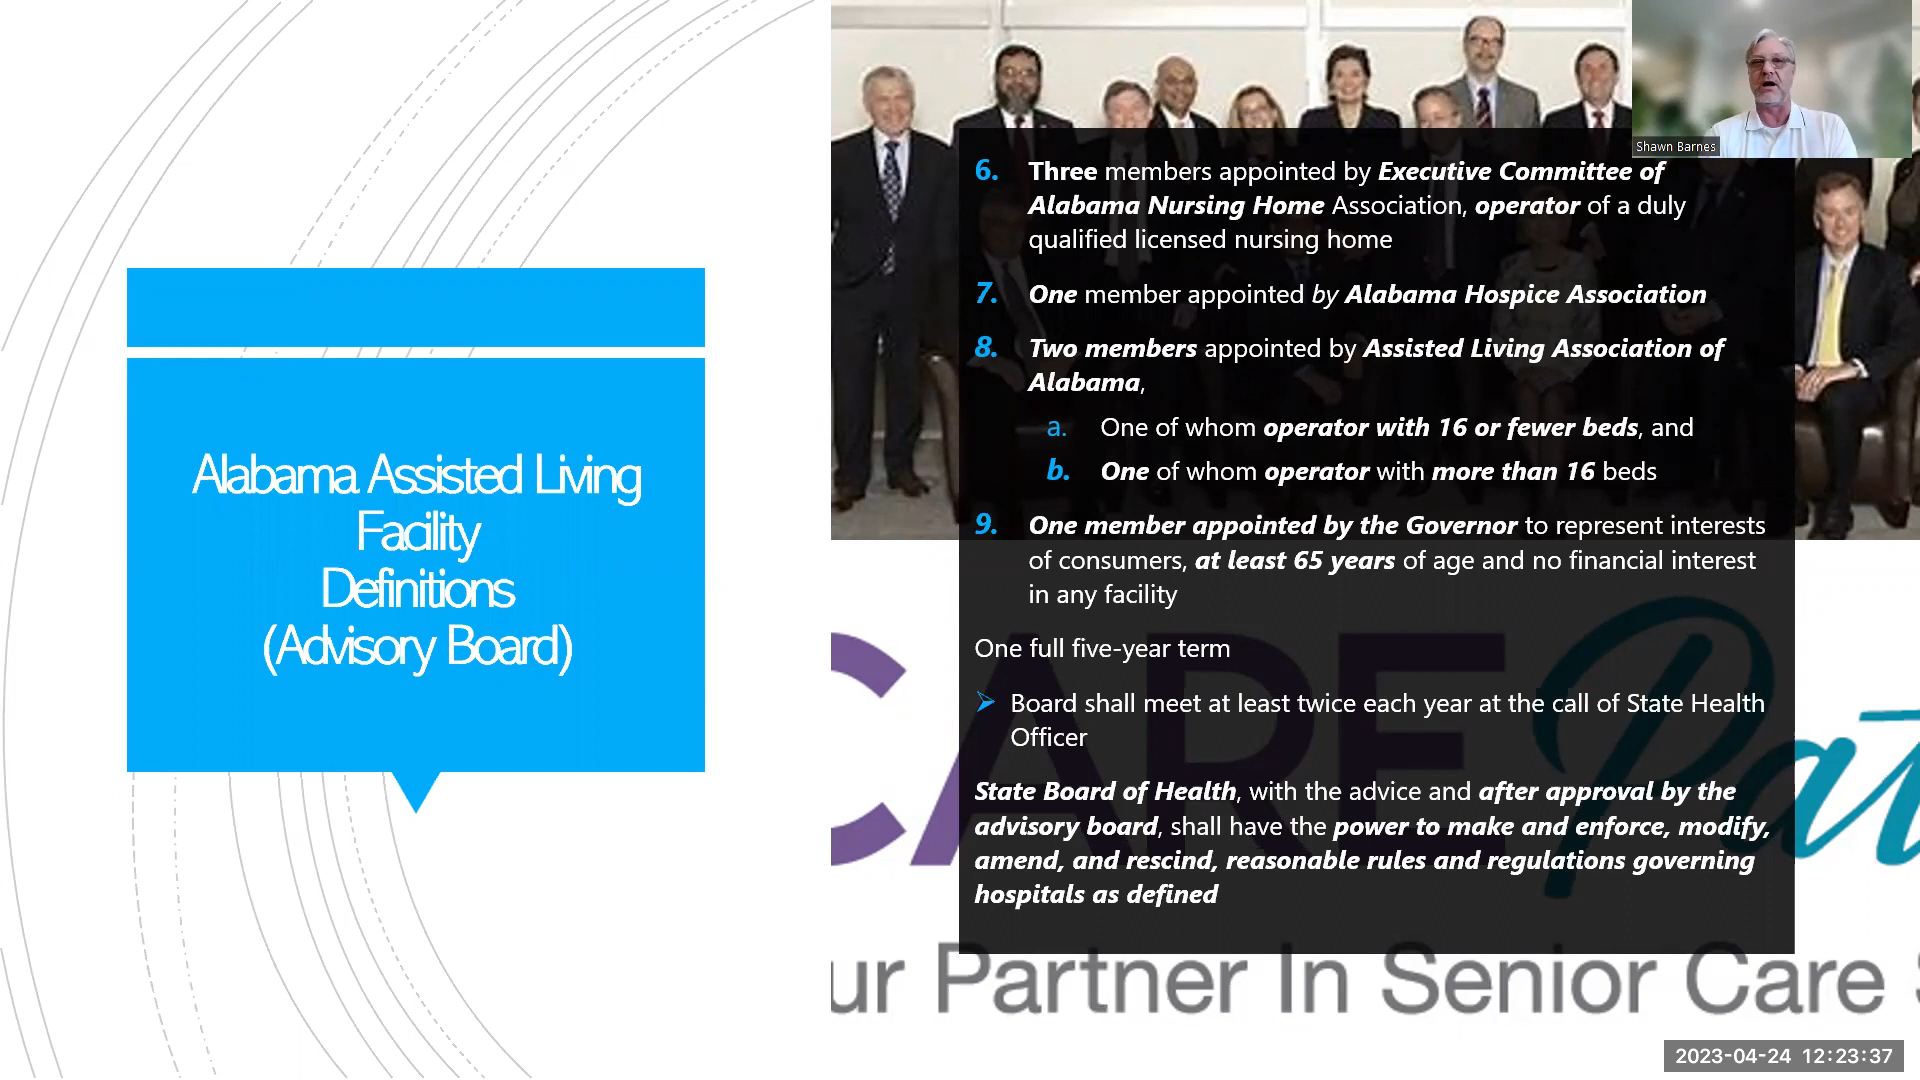 Alabama Assisted Living
Facility
Definitions
(Advisory Board)
Shawn Barnes
6. Three members appointed by Executive Committee of
Alabama Nursing Home Association, operator of a duly
qualified licensed nursing home
7. One member appointed by Alabama Hospice Association
8. Two members appointed by Assisted Living Association of
Alabama,
a. One of whom operator with 16 or fewer beds, and
b. One of whom operator with more than 16 beds
9. One member appointed by the Governor to represent interests
of consumers, at least 65 years of age and no financial interest
in any facility
One full five-year term
Board shall meet at least twice each year at the call of State Health
Officer
State Board of Health, with the advice and after approval by the
advisory board, shall have the power to make and enforce, modify,
amend, and rescind, reasonable rules and regulations governing
hospitals as defined
CARE Pat
ur Partner In Senior Care
2023-04-24 12:23:37